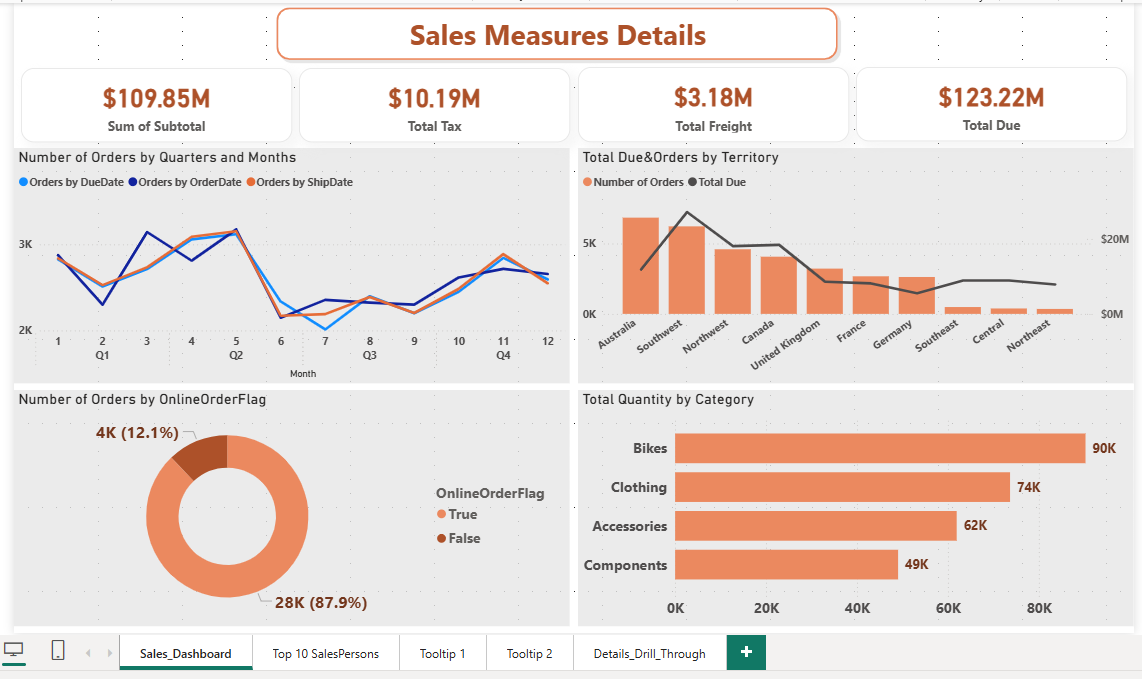 Sales Measures Details
$109.85M
Sum of Subtotal
$10.19M
Total Tax
$3.18M
Total Freight
$123.22M
Total Due
Number of Orders by Quarters and Months
Orders by DueDate Orders by OrderDate Orders by ShipDate
3K
2K
1 2 3 4 5 6 7 8 9 10 11 12
Q1 Q2 Q3 Q4
Month
Total Due&Orders by Territory
Number of Orders Total Due
5K
0K
$20M
$0M
Australia
Southwest
Northwest
Canada
United Kingdom
France
Germany
Southeast
Central
Northeast
Number of Orders by OnlineOrderFlag
4K (12.1%)
28K (87.9%)
OnlineOrderFlag
True
False
Total Quantity by Category
Bikes 90K
Clothing 74K
Accessories 62K
Components 49K
0K 20K 40K 60K 80K
Sales_Dashboard Top 10 SalesPersons Tooltip 1 Tooltip 2 Details_Drill_Through +